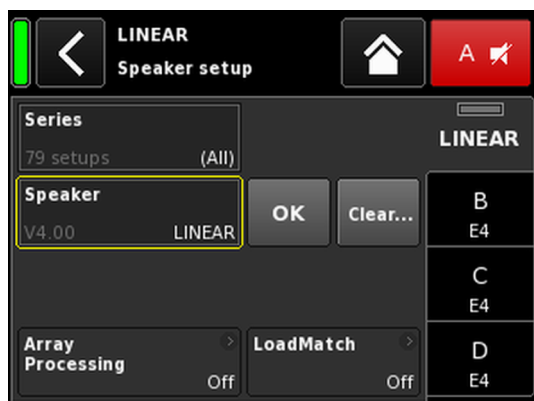 LINEAR
Speaker setup
A
Series
79 setups (All)
LINEAR
Speaker
V4.00 LINEAR
OK
Clear...
B
E4
C
E4
Array
Processing
Off
LoadMatch
Off
D
E4